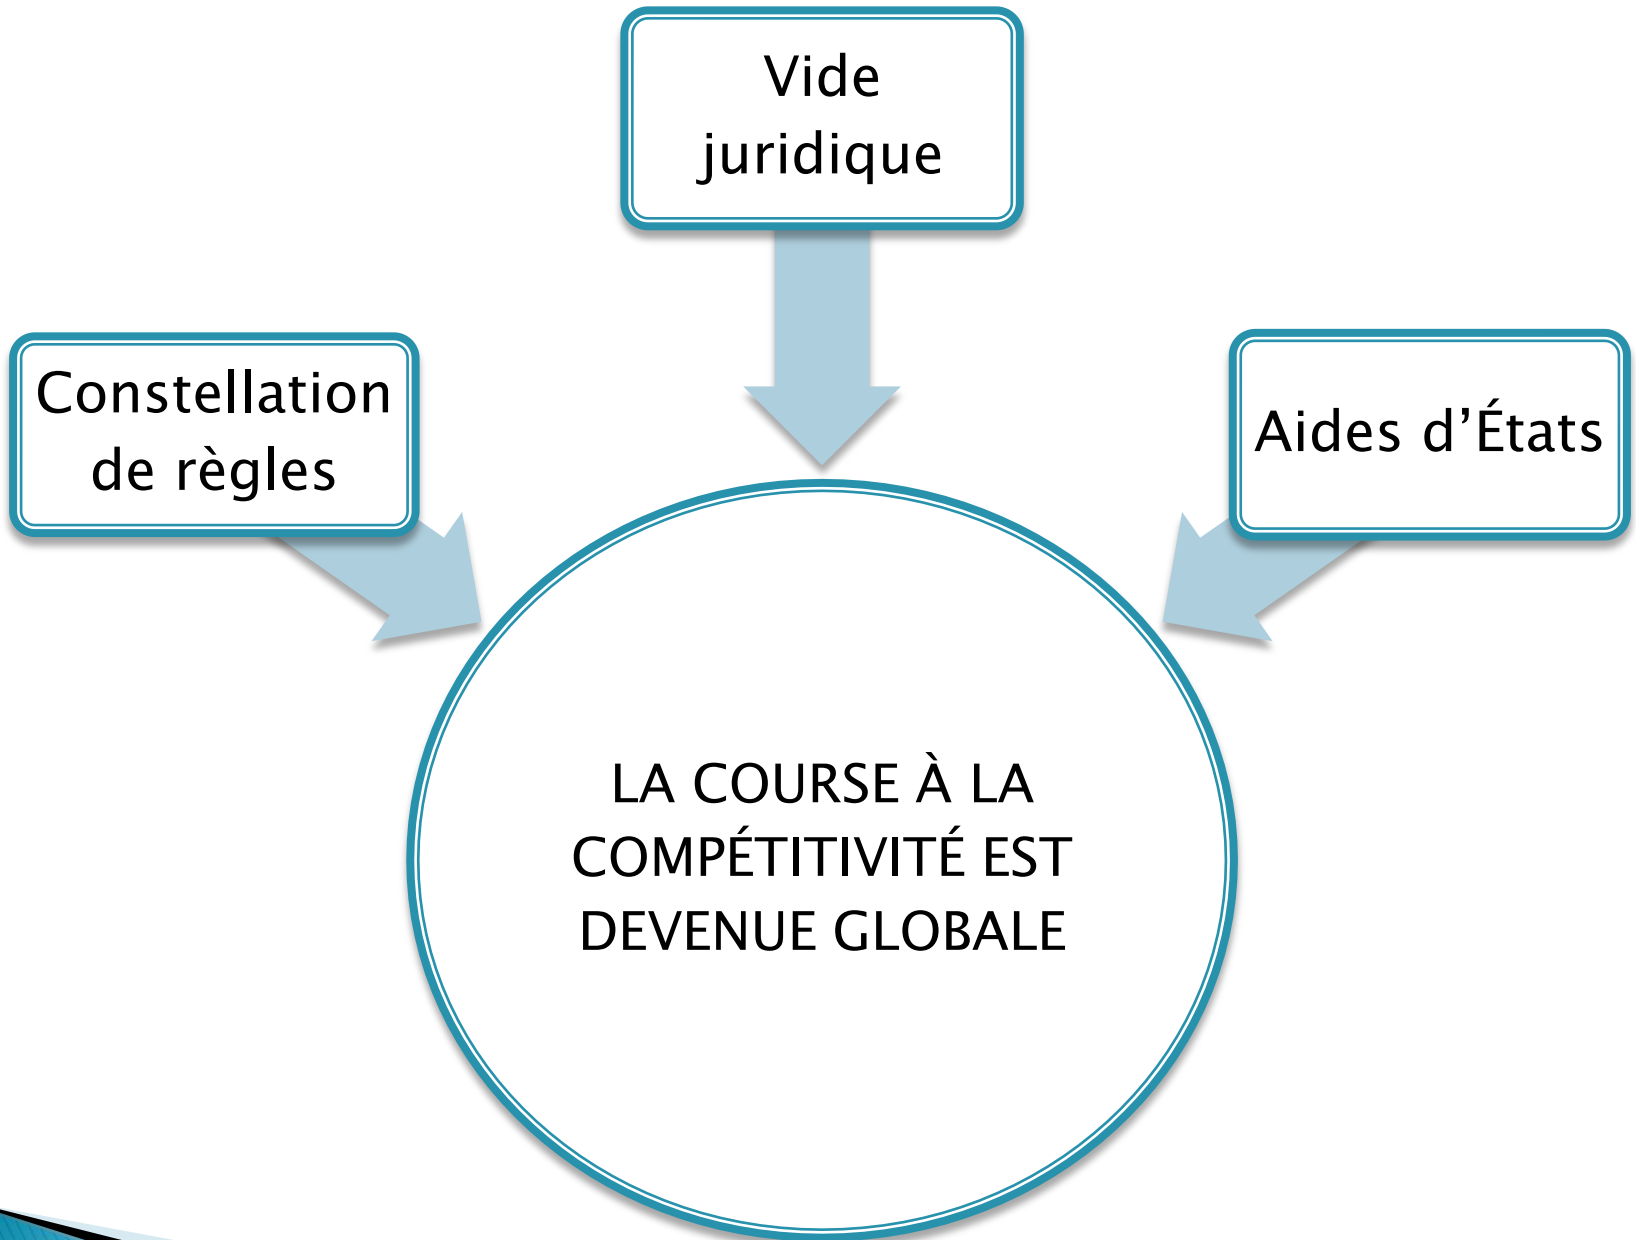 Vide
juridique
Constellation
de règles
Aides d’États
LA COURSE À LA
COMPÉTITIVITÉ EST
DEVENUE GLOBALE